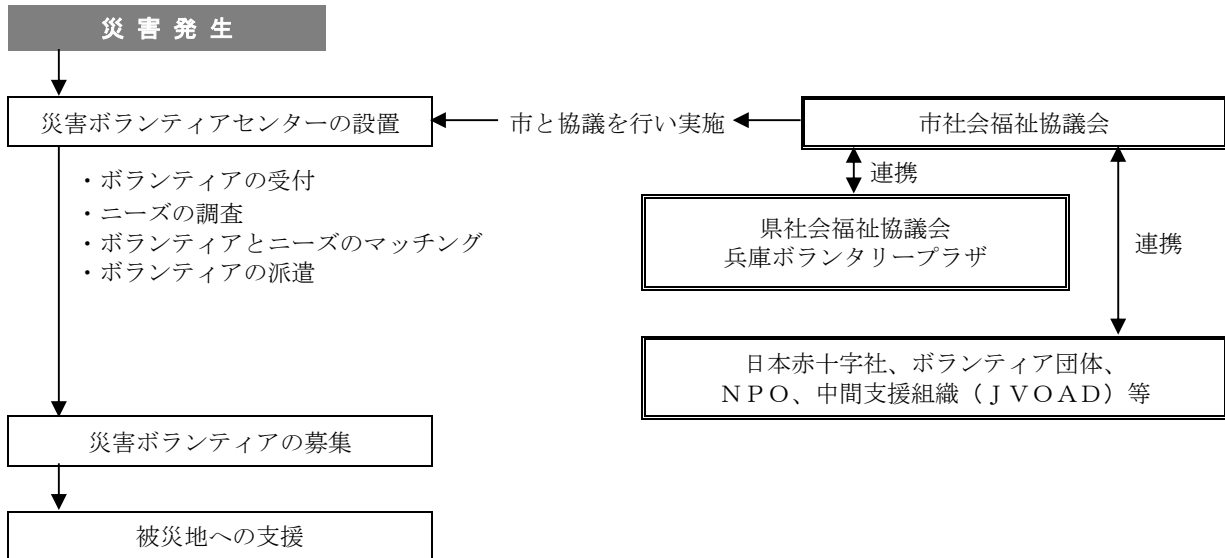 災 害 発 生
災害ボランティアセンターの設置
市と協議を行い実施
市社会福祉協議会
・ボランティアの受付
・ニーズの調査
・ボランティアとニーズのマッチング
・ボランティアの派遣
連携
県社会福祉協議会
兵庫ボランタリープラザ
連携
日本赤十字社、ボランティア団体、
ＮＰＯ、中間支援組織（ＪＶＯＡＤ）等
災害ボランティアの募集
被災地への支援